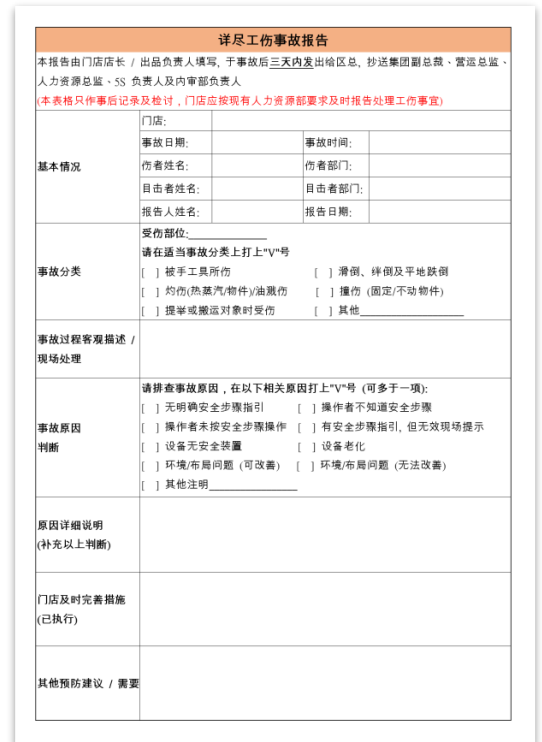 详尽工伤事故报告
本报告由门店店长 / 出品负责人填写, 于事故后三天内发出给区总, 抄送集团副总裁、营运总监、
人力资源总监、5S 负责人及内审部负责人
(本表格只作事后记录及检讨，门店应按现有人力资源部要求及时报告处理工伤事宜)
基本情况
门店:
事故日期: 事故时间:
伤者姓名: 伤者部门:
目击者姓名: 目击者部门:
报告人姓名: 报告日期:
事故分类
受伤部位:
请在适当事故分类上打上"V"号
[ ] 被手工具所伤 [ ] 滑倒、绊倒及平地跌倒
[ ] 灼伤(热蒸汽/物件)/油溅伤 [ ] 撞伤 (固定/不动物件)
[ ] 提举或搬运对象时受伤 [ ] 其他
事故过程客观描述 /
现场处理
事故原因
判断
请排查事故原因，在以下相关原因打上"V"号 (可多于一项):
[ ] 无明确安全步骤指引 [ ] 操作者不知道安全步骤
[ ] 操作者未按安全步骤操作 [ ] 有安全步骤指引, 但无效现场提示
[ ] 设备无安全装置 [ ] 设备老化
[ ] 环境/布局问题 (可改善) [ ] 环境/布局问题 (无法改善)
[ ] 其他注明
原因详细说明
(补充以上判断)
门店及时完善措施
(已执行)
其他预防建议 / 需要